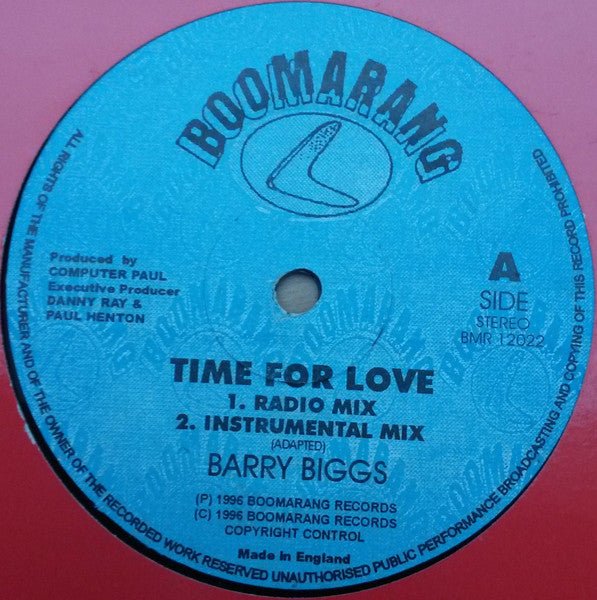 BOOMARANG
Produced by
COMPUTER PAUL
Executive Producer
DANNY RAY &
PAUL HENTON
A
SIDE
STEREO
BMR 12022
TIME FOR LOVE
1. RADIO MIX
2. INSTRUMENTAL MIX
(ADAPTED)
BARRY BIGGS
(P) 1996 BOOMARANG RECORDS
(C) 1996 BOOMARANG RECORDS
COPYRIGHT CONTROL
Made in England
ALL RIGHTS OF THE MANUFACTURER AND OF THE OWNER OF THE RECORDED WORK RESERVED UNAUTHORISED PUBLIC PERFORMANCE BROADCASTING AND COPYING OF THIS RECORD PROHIBITED